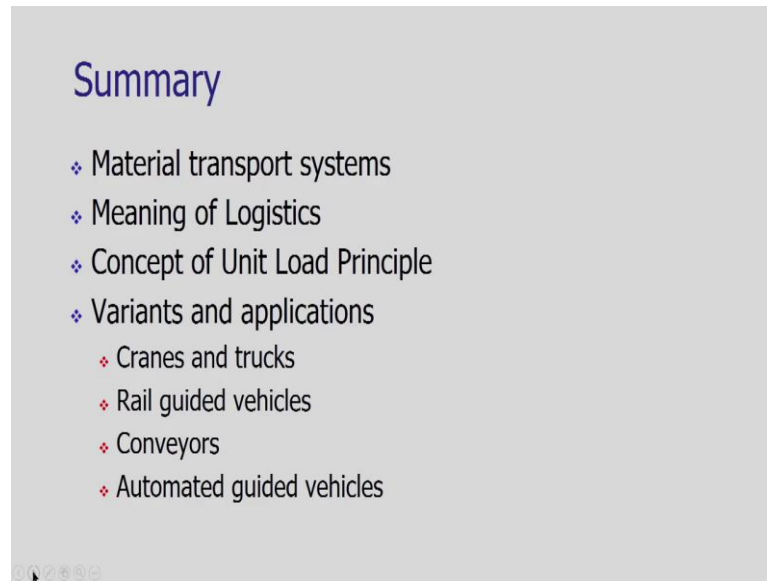 Summary
Material transport systems
Meaning of Logistics
Concept of Unit Load Principle
Variants and applications
Cranes and trucks
Rail guided vehicles
Conveyors
Automated guided vehicles